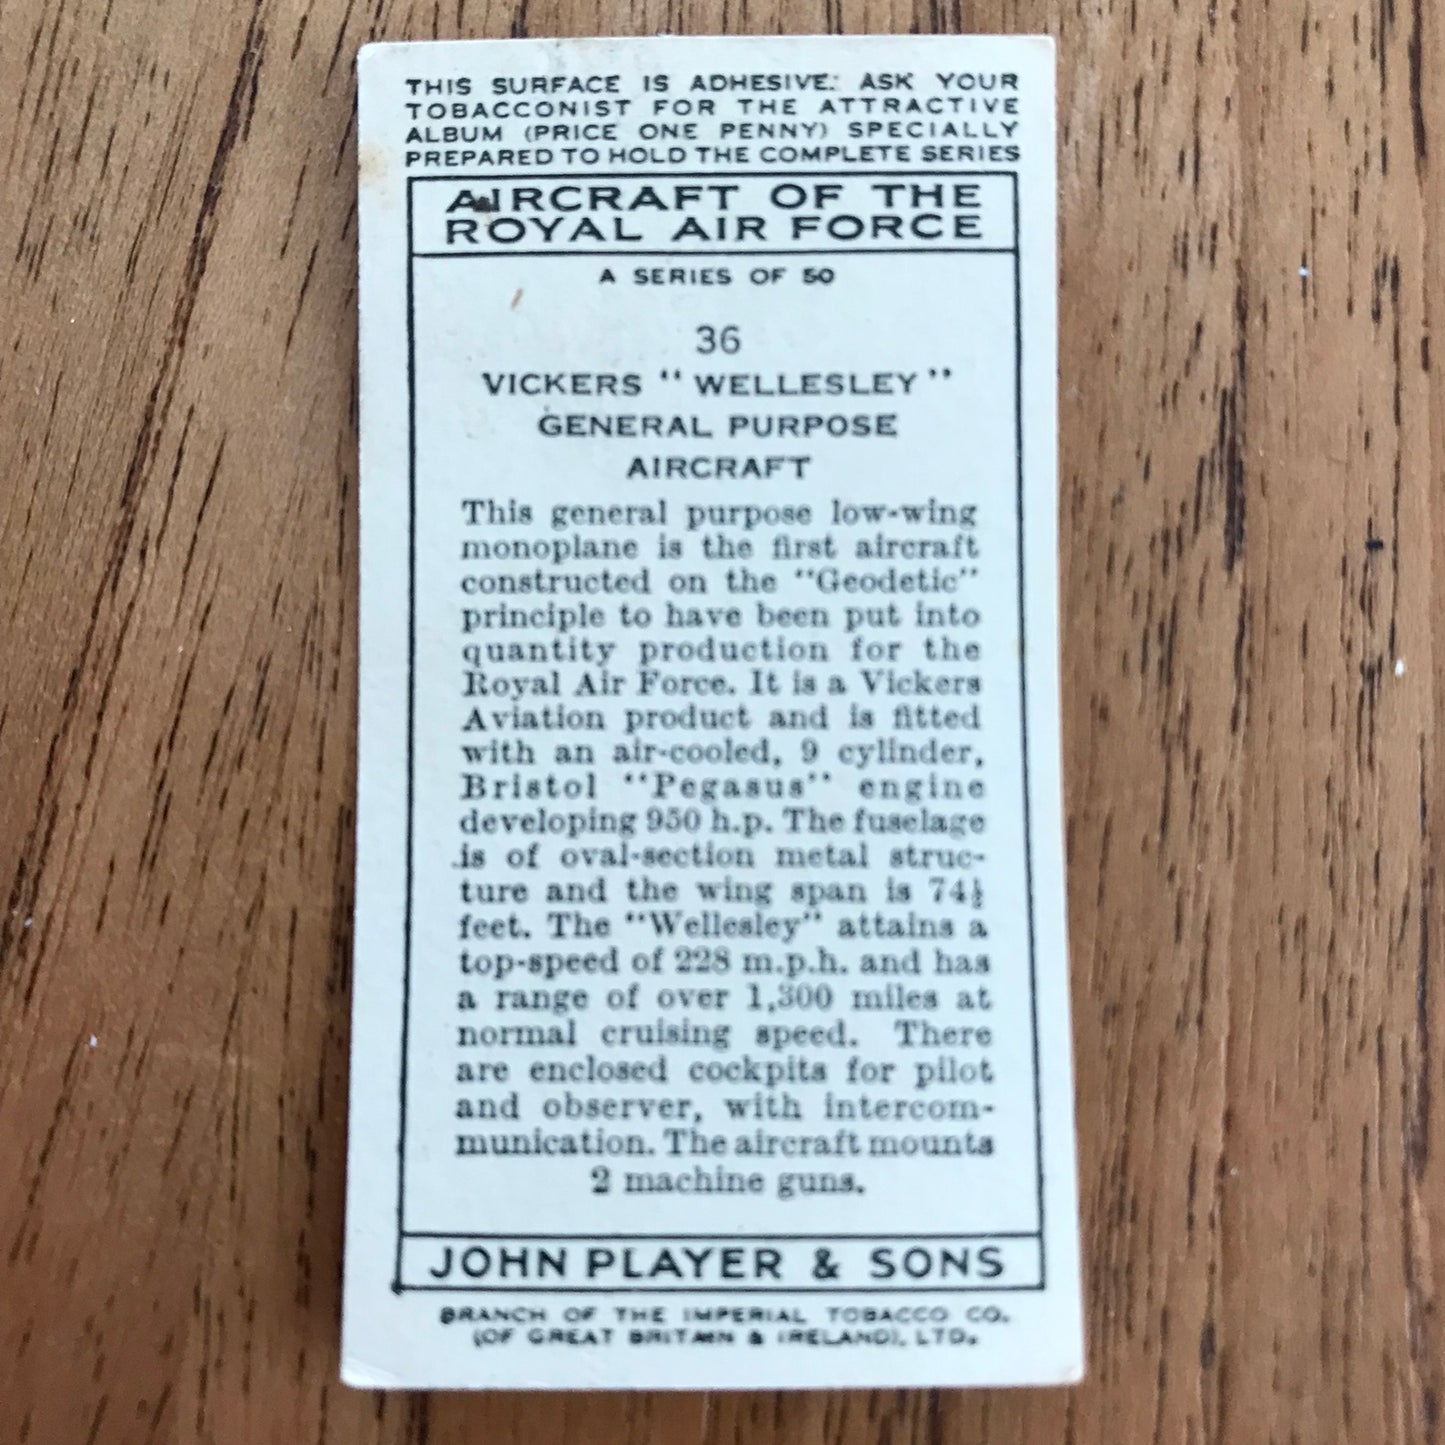 THIS SURFACE IS ADHESIVE: ASK YOUR
TOBACCONIST FOR THE ATTRACTIVE
ALBUM (PRICE ONE PENNY) SPECIALLY
PREPARED TO HOLD THE COMPLETE SERIES
AIRCRAFT OF THE
ROYAL AIR FORCE
A SERIES OF 50
36
VICKERS "WELLESLEY"
GENERAL PURPOSE
AIRCRAFT
This general purpose low-wing
monoplane is the first aircraft
constructed on the "Geodetic"
principle to have been put into
quantity production for the
Royal Air Force. It is a Vickers
Aviation product and is fitted
with an air-cooled, 9 cylinder,
Bristol "Pegasus" engine
developing 950 h.p. The fuselage
is of oval-section metal struc-
ture and the wing span is 74½
feet. The "Wellesley" attains a
top-speed of 228 m.p.h. and has
a range of over 1,300 miles at
normal cruising speed. There
are enclosed cockpits for pilot
and observer, with intercom-
munication. The aircraft mounts
2 machine guns.
JOHN PLAYER & SONS
BRANCH OF THE IMPERIAL TOBACCO CO.
(OF GREAT BRITAIN & IRELAND), LTD.